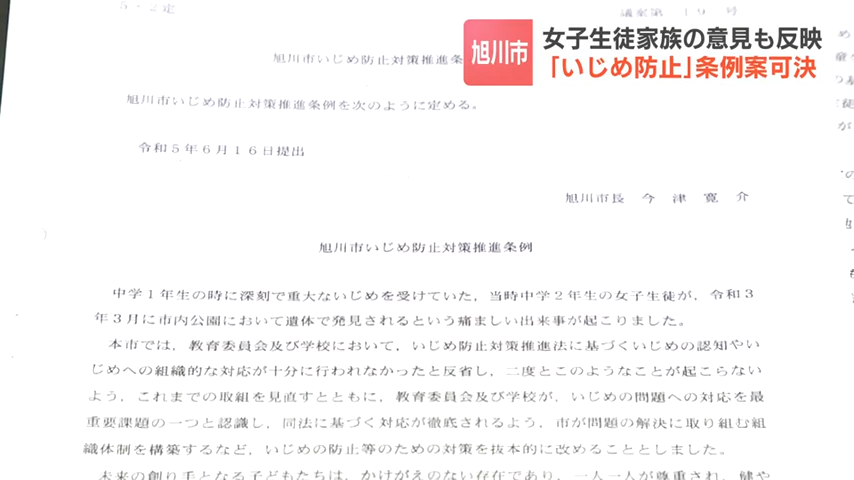 5・2定
議案第 19 号
旭川市
女子生徒家族の意見も反映
「いじめ防止」条例案可決
旭川市いじめ防止対策推進条
旭川市いじめ防止対策推進条例を次のように定める。
令和5年6月16日提出
旭川市長 今 津 寛 介
旭川市いじめ防止対策推進条例
中学1年生の時に深刻で重大ないじめを受けていた,当時中学2年生の女子生徒が,令和3
年3月に市内公園において遺体で発見されるという痛ましい出来事が起こりました。
本市では,教育委員会及び学校において,いじめ防止対策推進法に基づくいじめの認知やい
じめへの組織的な対応が十分に行われなかったと反省し,二度とこのようなことが起こらない
よう,これまでの取組を見直すとともに,教育委員会及び学校が,いじめの問題への対応を最
重要課題の一つと認識し,同法に基づく対応が徹底されるよう,市が問題の解決に取り組む組
織体制を構築するなど,いじめの防止等のための対策を抜本的に改めることとしました。
未来の創り手となる子どもたちは,かけがえのない存在であり,一人一人が尊重され,健や